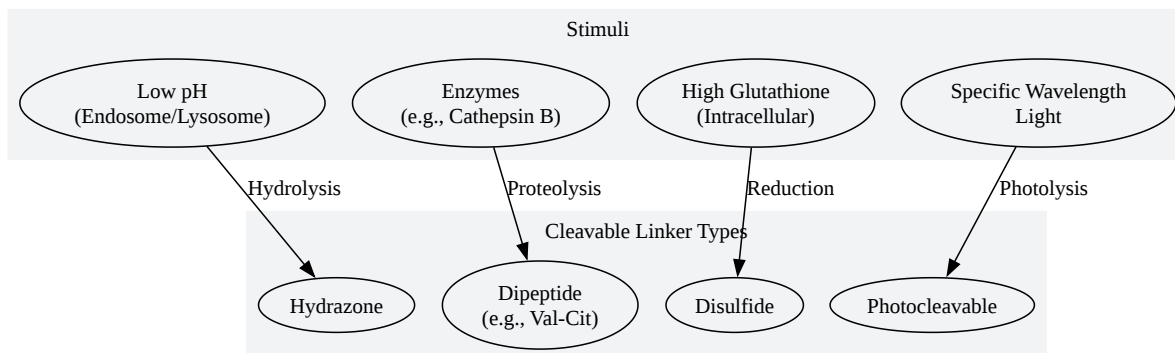 Stimuli
Low pH
(Endosome/Lysosome)
Enzymes
(e.g., Cathepsin B)
High Glutathione
(Intracellular)
Specific Wavelength
Light
Hydrolysis
Proteolysis
Reduction
Photolysis
Cleavable Linker Types
Hydrazone
Dipeptide
(e.g., Val-Cit)
Disulfide
Photocleavable